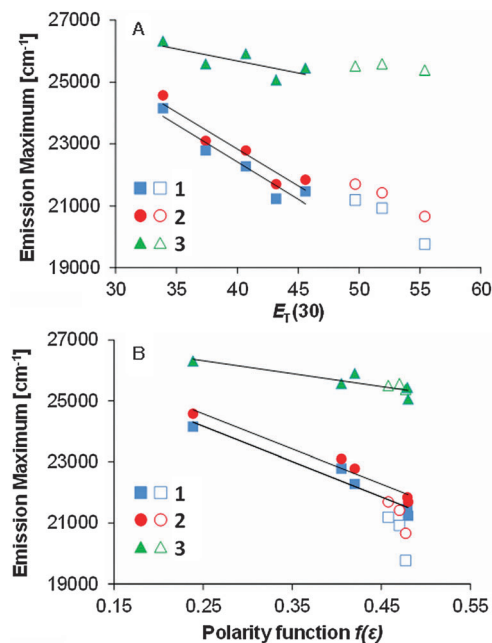 A
Emission Maximum [cm-1]
27000
25000
23000
21000
19000
1
2
3
30 35 40 45 50 55 60
ET(30)
B
Emission Maximum [cm-1]
27000
25000
23000
21000
19000
1
2
3
0.15 0.25 0.35 0.45 0.55
Polarity function f(ε)